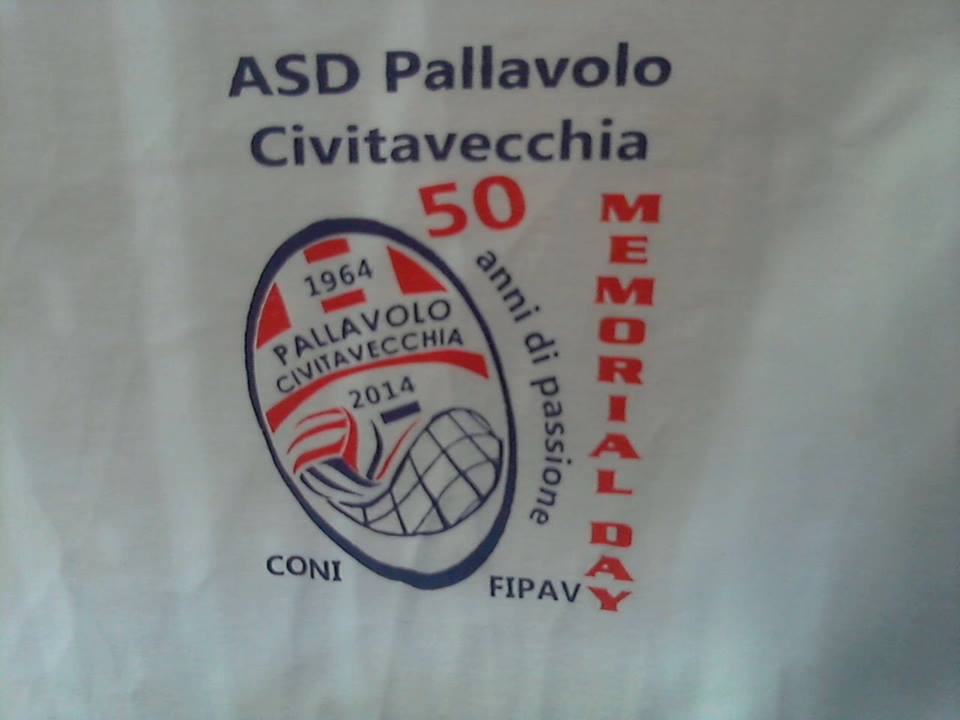 ASD Pallavolo
Civitavecchia
50
anni di passione
MEMORIAL DAY
1964
PALLAVOLO
CIVITAVECCHIA
2014
CONI
FIPAV